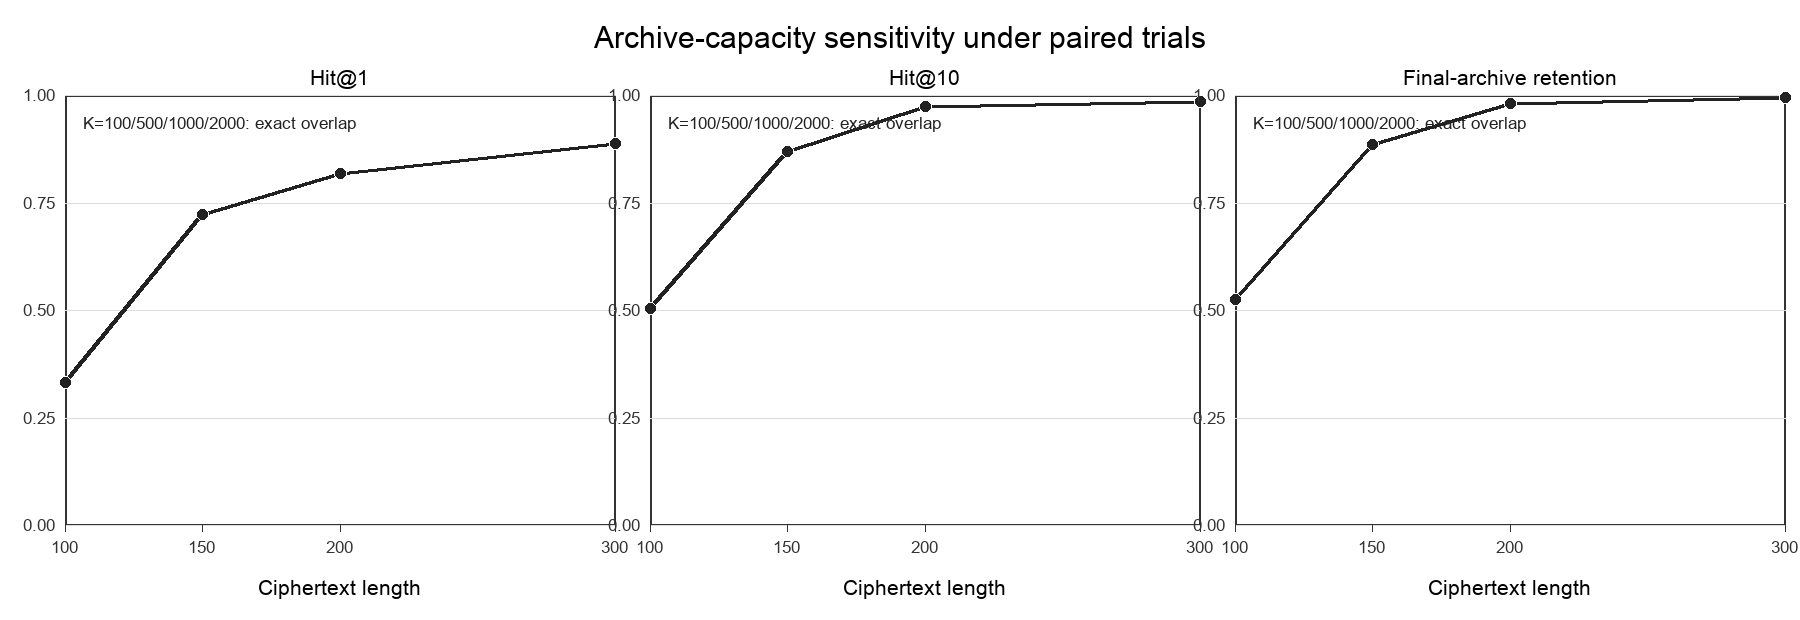 Archive-capacity sensitivity under paired trials
Hit@1
1.00
K=100/500/1000/2000: exact overlap
0.75
0.50
0.25
0.00
100 150 200 300
Ciphertext length
Hit@10
1.00
K=100/500/1000/2000: exact overlap
0.75
0.50
0.25
0.00
100 150 200 300
Ciphertext length
Final-archive retention
1.00
K=100/500/1000/2000: exact overlap
0.75
0.50
0.25
0.00
100 150 200 300
Ciphertext length